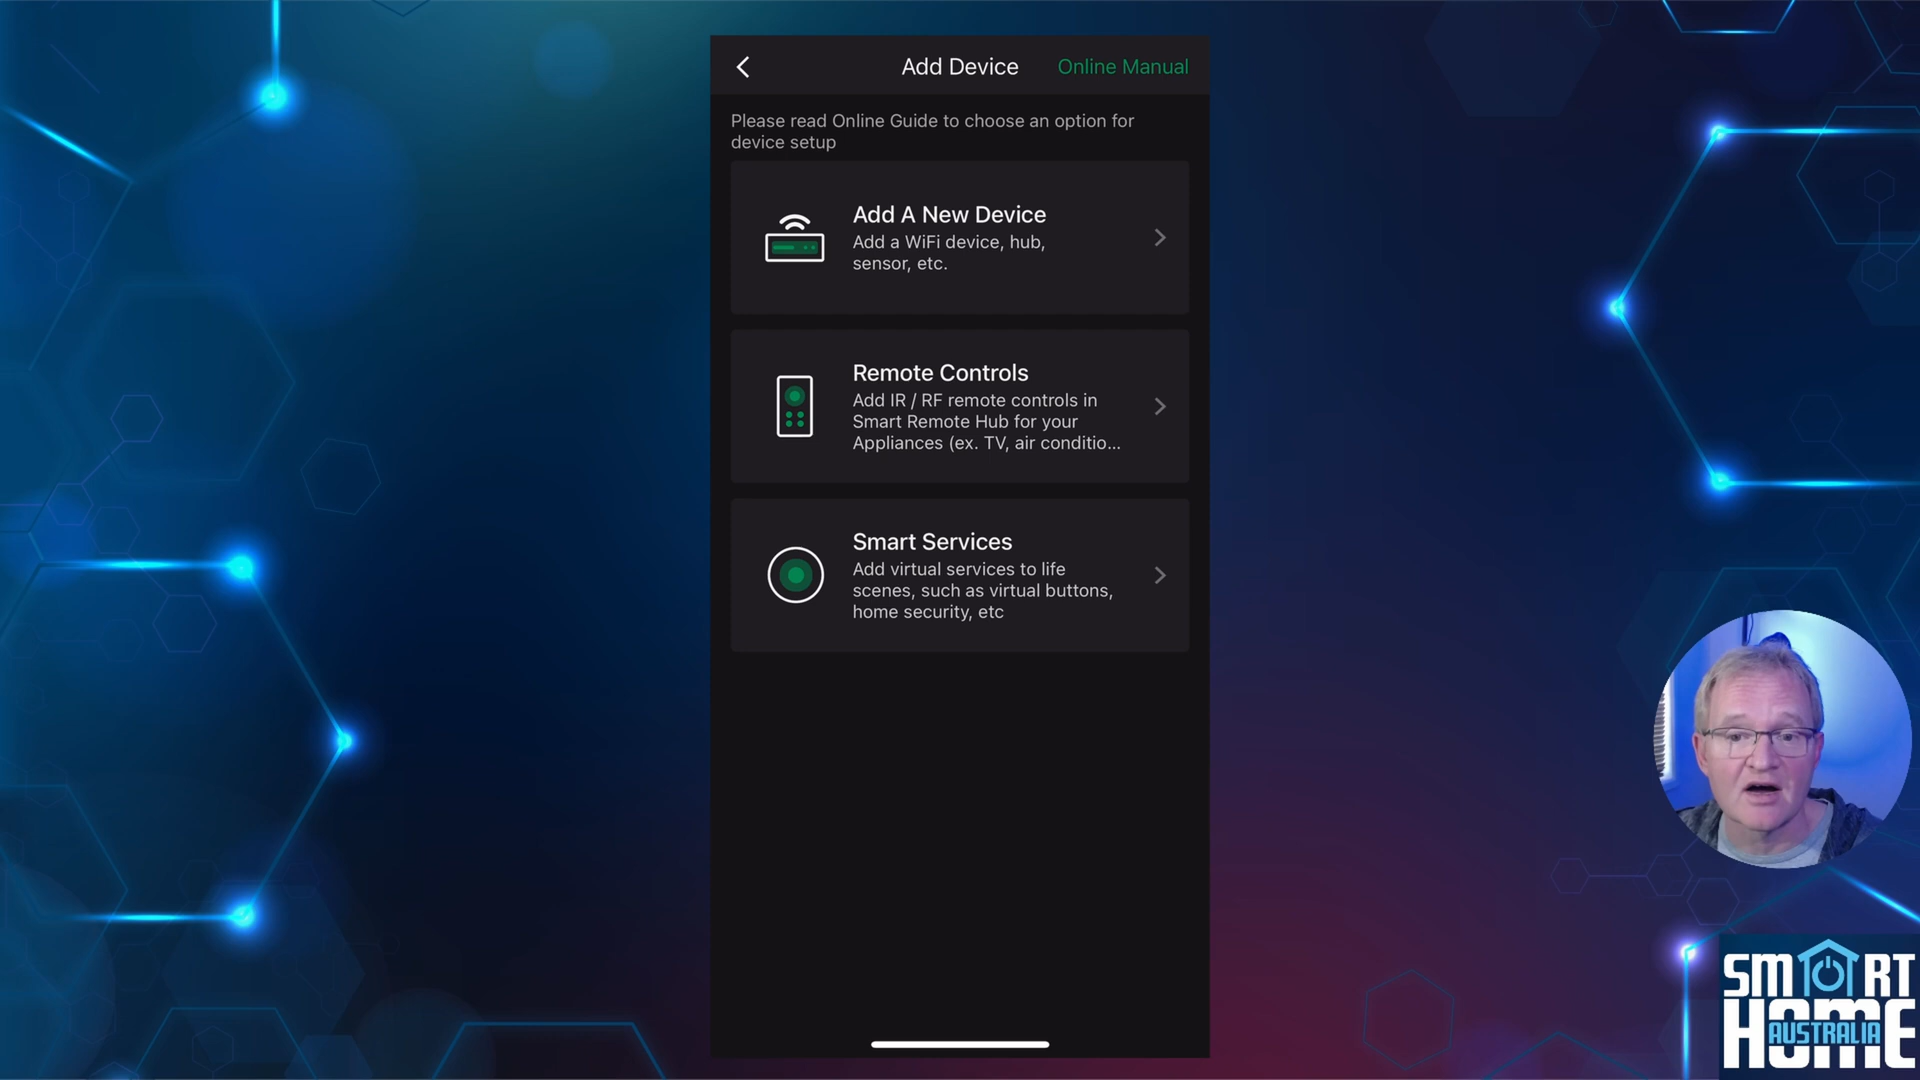 Add Device
Online Manual
Please read Online Guide to choose an option for
device setup
Add A New Device
Add a WiFi device, hub,
sensor, etc.
Remote Controls
Add IR / RF remote controls in
Smart Remote Hub for your
Appliances (ex. TV, air conditio...
Smart Services
Add virtual services to life
scenes, such as virtual buttons,
home security, etc
SMART
HOME
AUSTRALIA